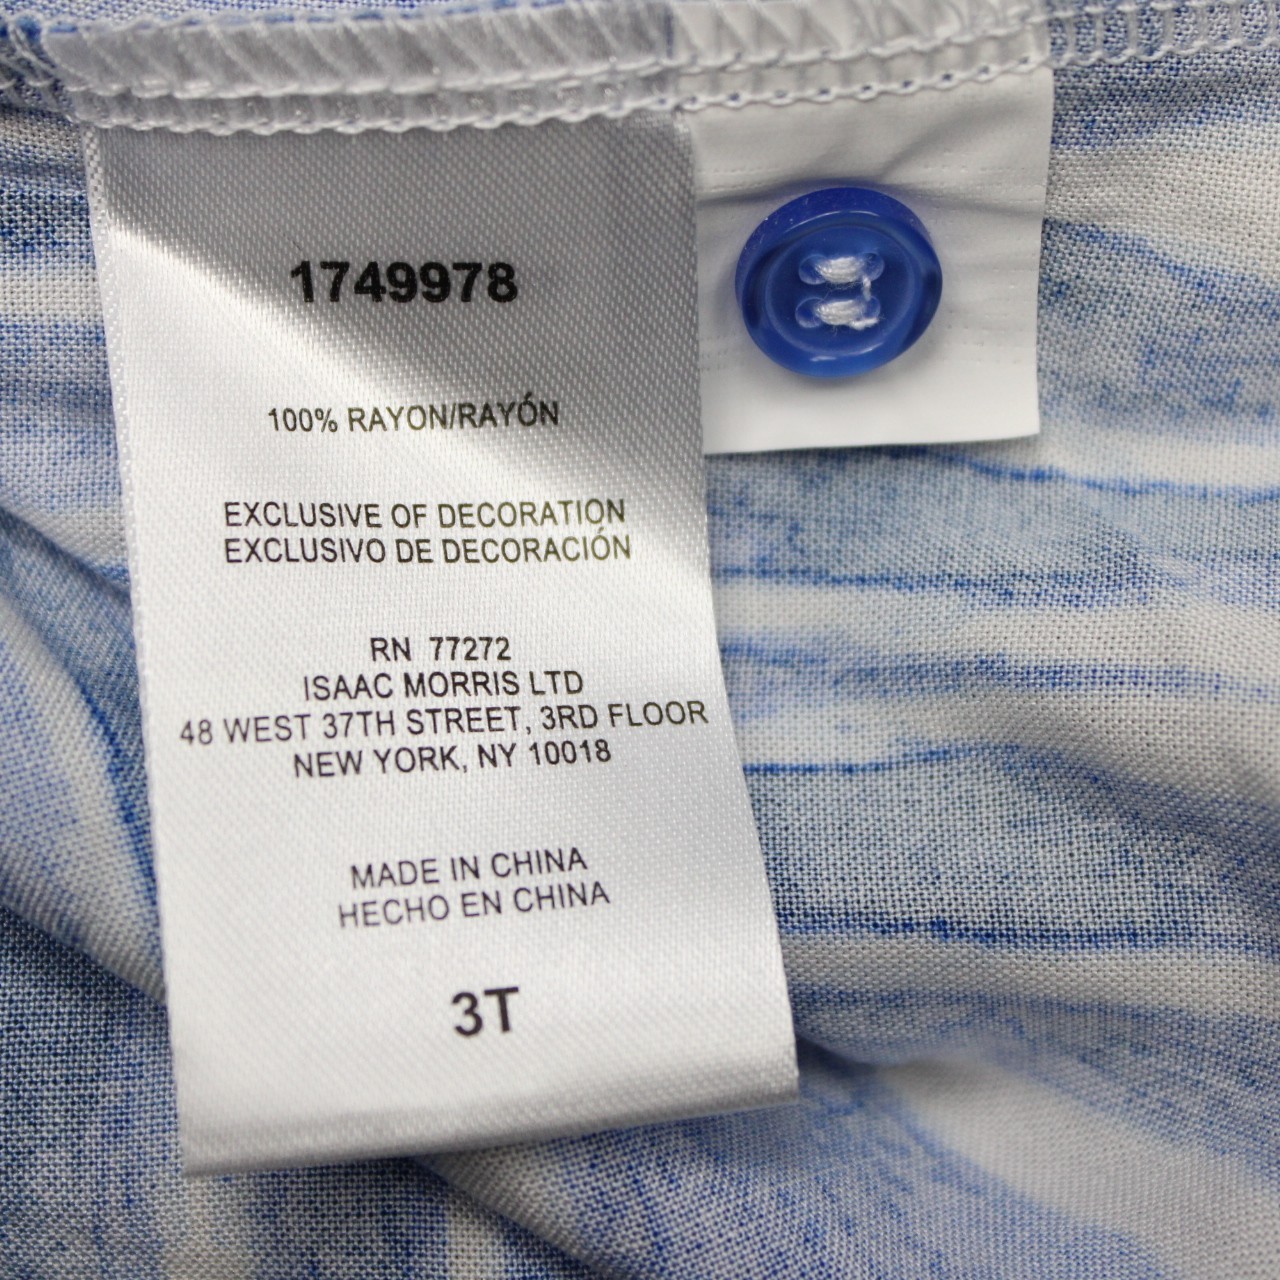 1749978
100% RAYON/RAYÓN
EXCLUSIVE OF DECORATION
EXCLUSIVO DE DECORACIÓN
RN 77272
ISAAC MORRIS LTD
48 WEST 37TH STREET, 3RD FLOOR
NEW YORK, NY 10018
MADE IN CHINA
HECHO EN CHINA
3T